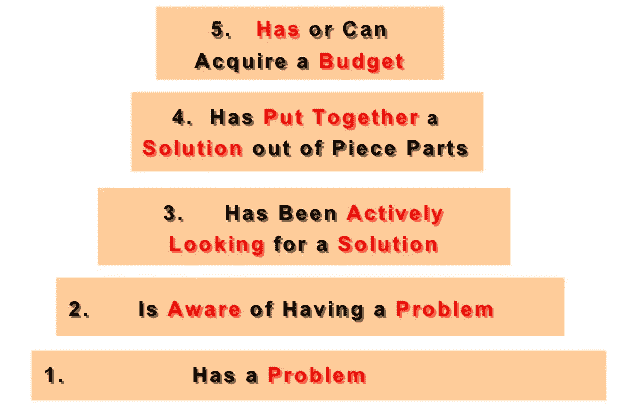 5. Has or Can
Acquire a Budget
4. Has Put Together a
Solution out of Piece Parts
3. Has Been Actively
Looking for a Solution
2. Is Aware of Having a Problem
1. Has a Problem